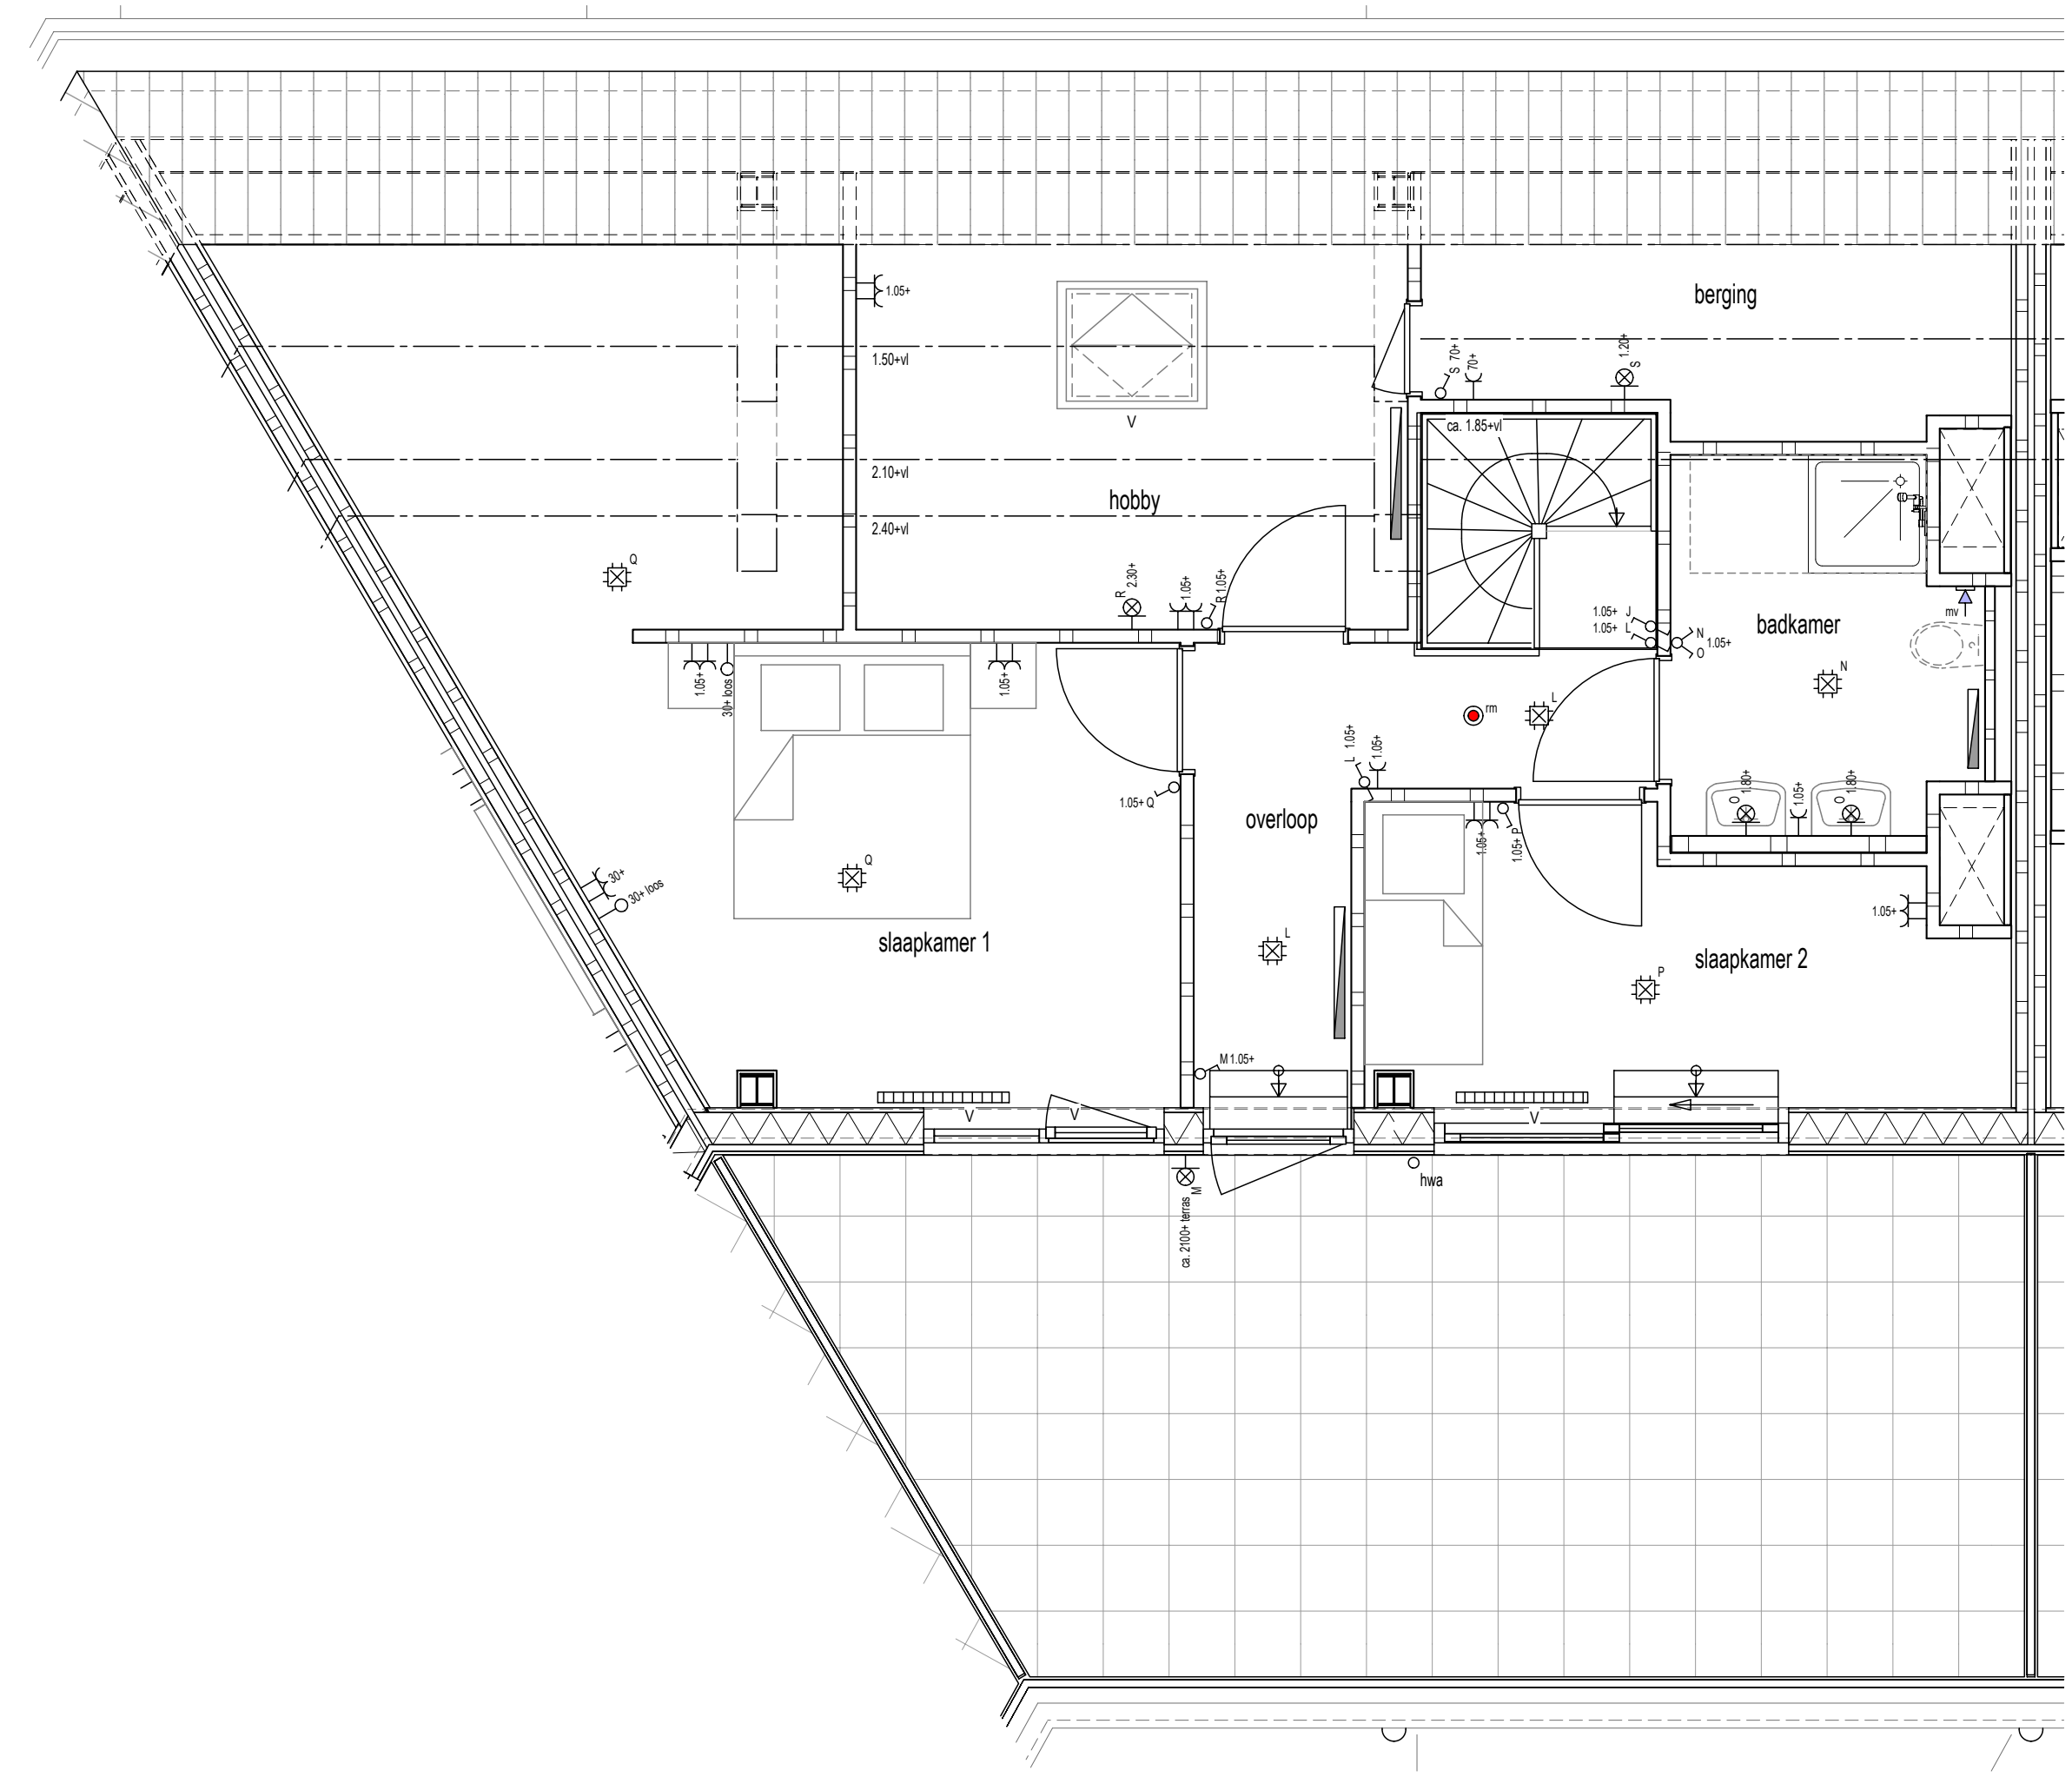 berging
1.05+
1.20+
S
S 70+
70+
1.50+vl
V
ca. 1.85+vl
2.10+vl
hobby
2.40+vl
Q
R 2.30+
1.05+
R 1.05+
1.05+ J
1.05+ L
N
O
1.05+
mv
badkamer
N
1.05+
30+ loos
1.05+
L
rm
L 1.05+
1.05+
1.05+ Q
O
1.80+
1.05+
O
1.80+
overloop
1.05+
1.05+ P
Q
30+
30+ loos
1.05+
slaapkamer 1
L
slaapkamer 2
P
M 1.05+
V
V
V
hwa
M
ca. 2100+ terras